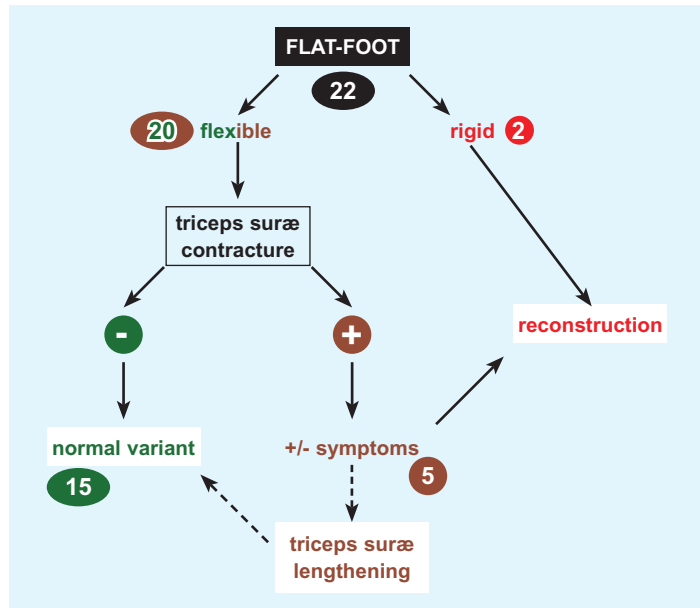 FLAT-FOOT
22
20 flexible
rigid 2
triceps suræ
contracture
-
+
reconstruction
normal variant
+/- symptoms
15
5
triceps suræ
lengthening